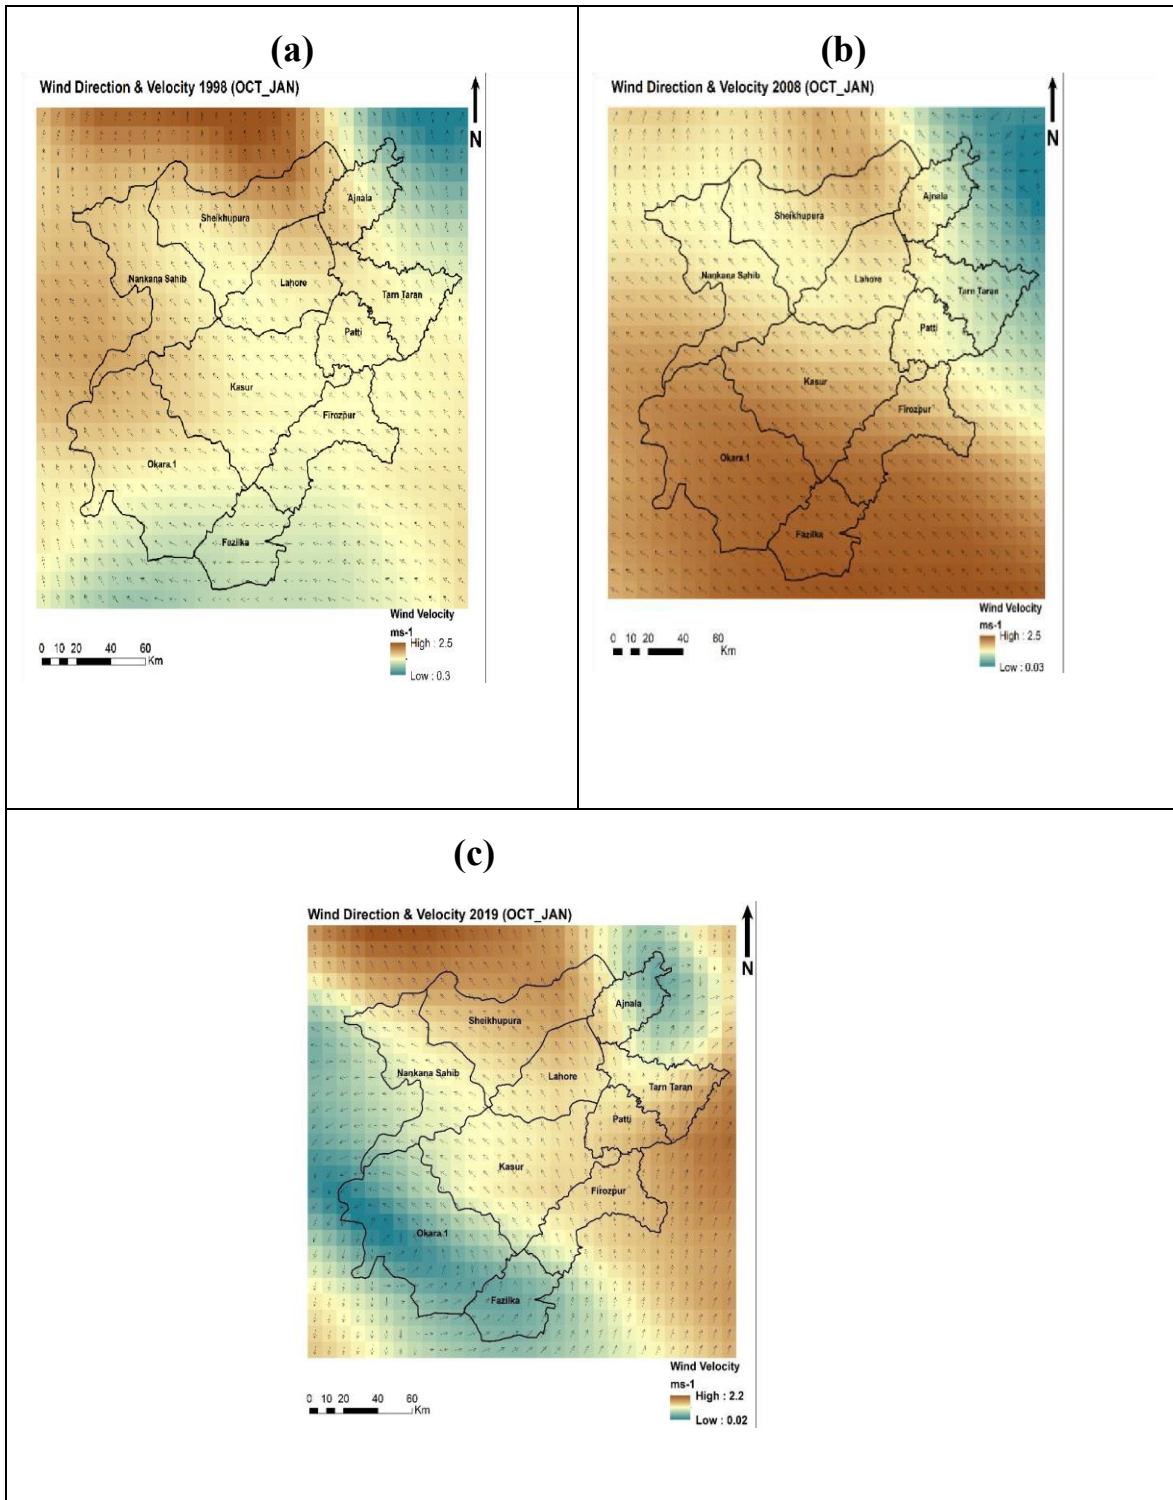 (a)
Wind Direction & Velocity 1998 (OCT_JAN)
N
Ajnala
Sheikhupura
Nankana Sahib
Lahore
Tarn Taran
Patti
Kasur
Firozpur
Okara.1
Fazilka
Wind Velocity
ms-1
High : 2.5
Low : 0.3
0 10 20 40 60
Km
(b)
Wind Direction & Velocity 2008 (OCT_JAN)
N
Ajnala
Sheikhupura
Nankana Sahib
Lahore
Tarn Taran
Patti
Kasur
Firozpur
Okara.1
Fazilka
Wind Velocity
ms-1
High : 2.5
Low : 0.03
0 10 20 40 60
Km
(c)
Wind Direction & Velocity 2019 (OCT_JAN)
N
Ajnala
Sheikhupura
Nankana Sahib
Lahore
Tarn Taran
Patti
Kasur
Firozpur
Okara.1
Fazilka
Wind Velocity
ms-1
High : 2.2
Low : 0.02
0 10 20 40 60
Km